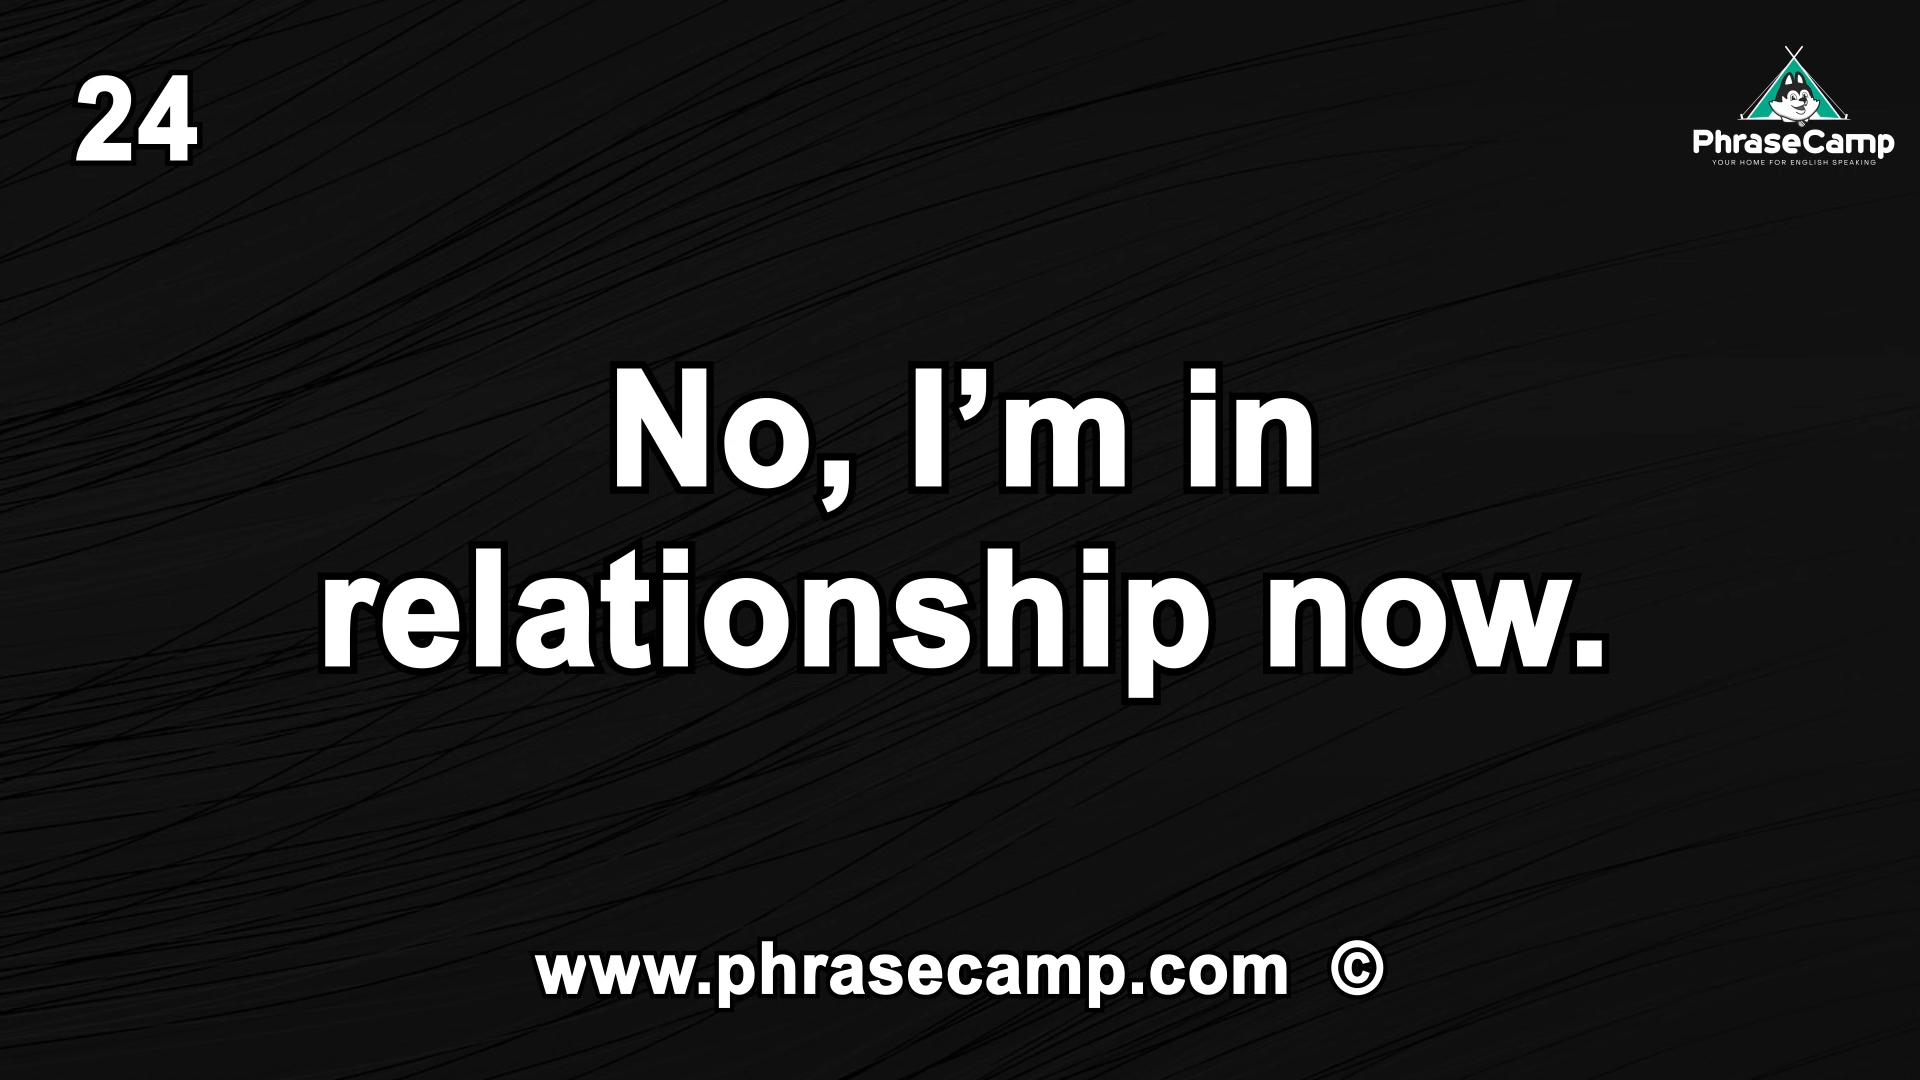 24
PhraseCamp
YOUR HOME FOR ENGLISH SPEAKING
No, I’m in
relationship now.
www.phrasecamp.com ©